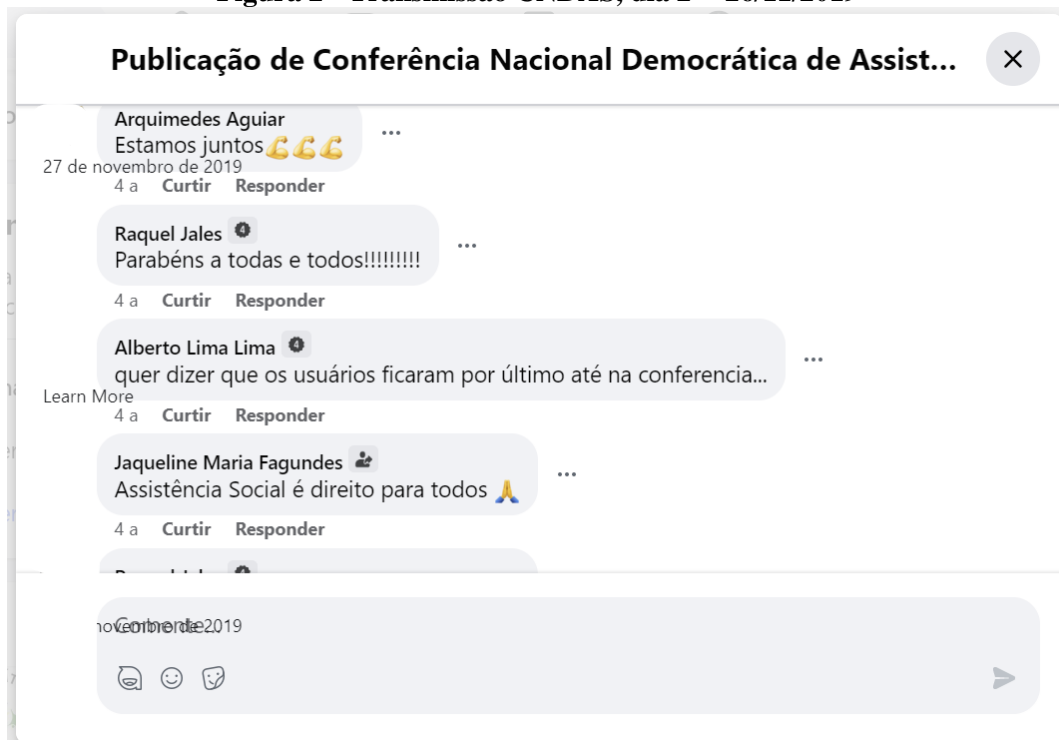 Publicação de Conferência Nacional Democrática de Assist...
Arquimedes Aguiar
Estamos juntos💪💪💪
27 de novembro de 2019
4 a Curtir Responder
Raquel Jales
Parabéns a todas e todos!!!!!!!!!
4 a Curtir Responder
Alberto Lima Lima
quer dizer que os usuários ficaram por último até na conferencia...
Learn More
4 a Curtir Responder
Jaqueline Maria Fagundes
Assistência Social é direito para todos 🙏
4 a Curtir Responder